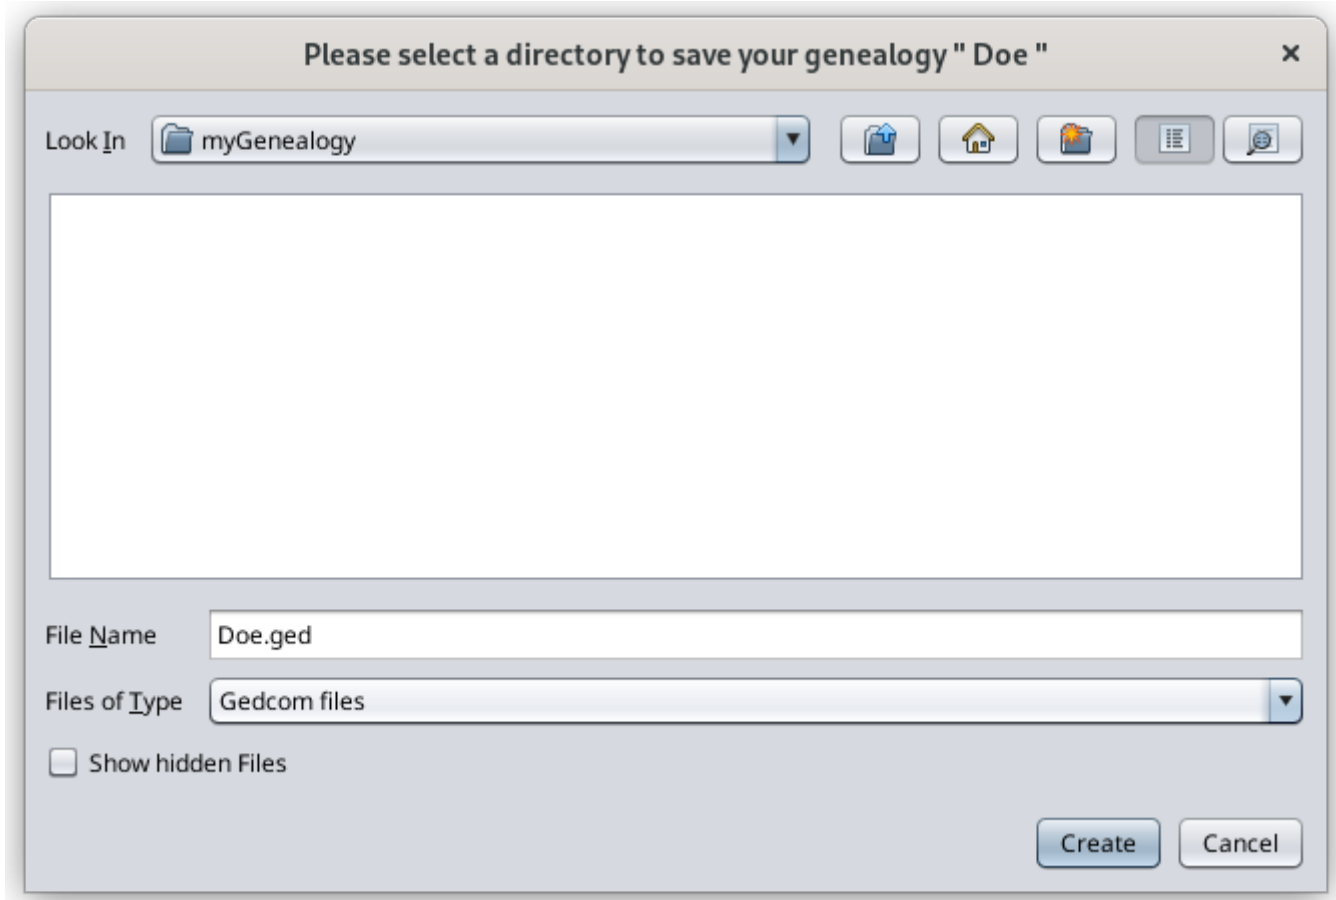 Please select a directory to save your genealogy " Doe "
Look In myGenealogy
File Name Doe.ged
Files of Type Gedcom files
Show hidden Files
Create Cancel